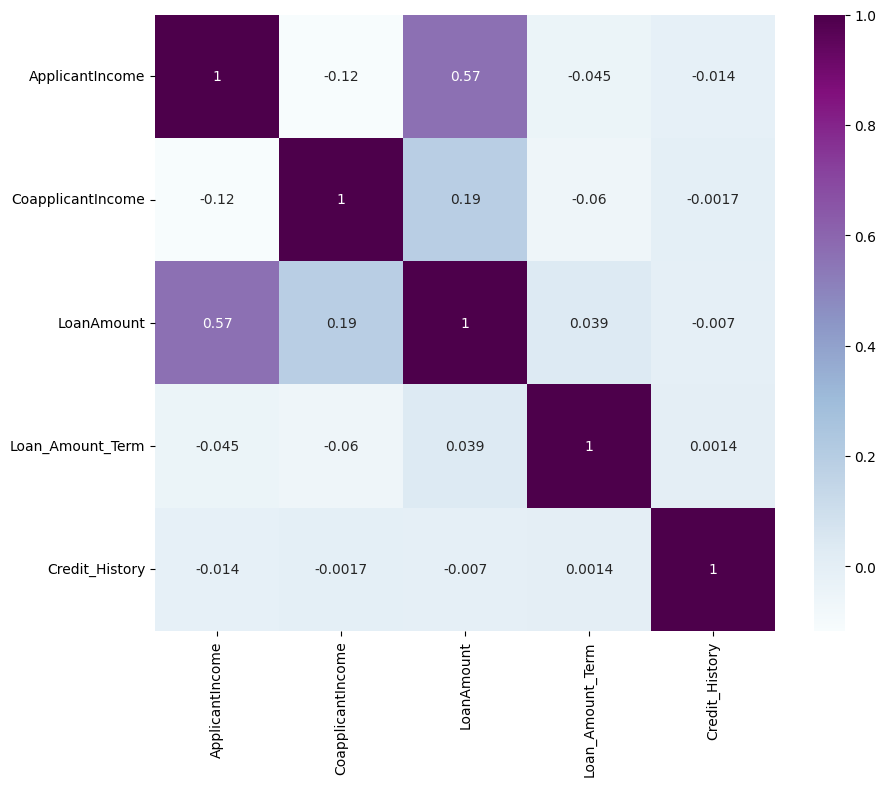 ApplicantIncome 1 -0.12 0.57 -0.045 -0.014
CoapplicantIncome -0.12 1 0.19 -0.06 -0.0017
LoanAmount 0.57 0.19 1 0.039 -0.007
Loan_Amount_Term -0.045 -0.06 0.039 1 0.0014
Credit_History -0.014 -0.0017 -0.007 0.0014 1
ApplicantIncome
CoapplicantIncome
LoanAmount
Loan_Amount_Term
Credit_History
1.0
0.8
0.6
0.4
0.2
0.0